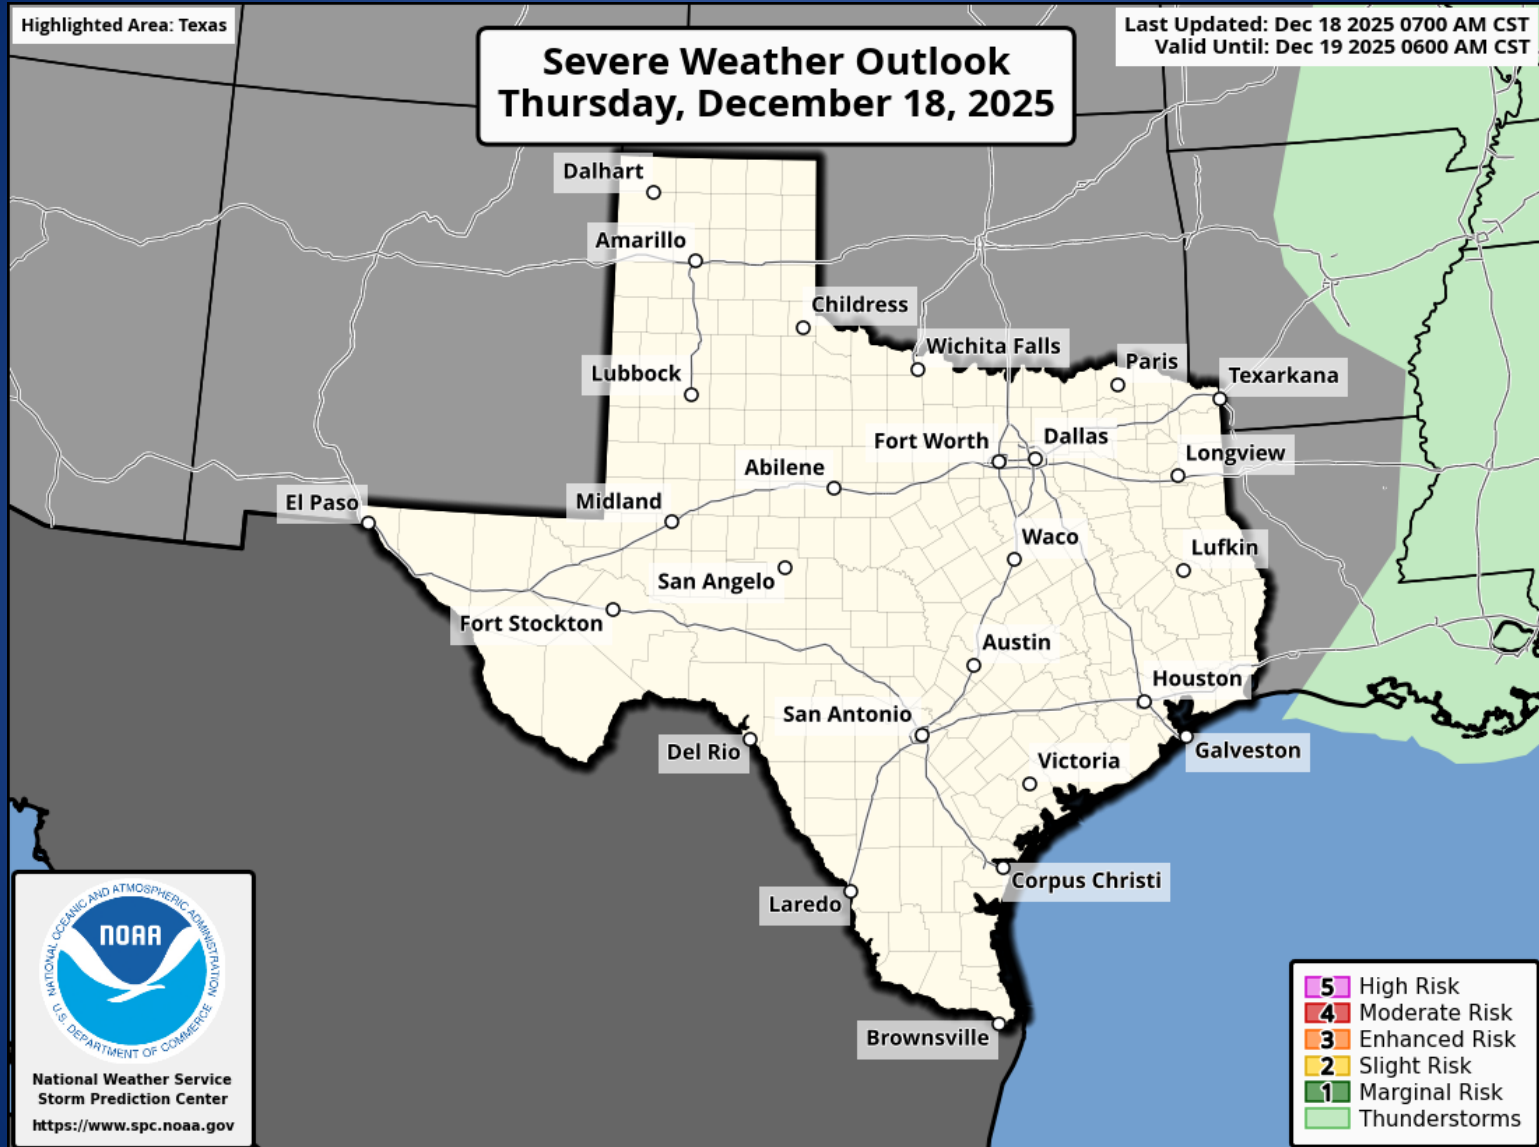 Highlighted Area: Texas
Last Updated: Dec 18 2025 0700 AM CST
Valid Until: Dec 19 2025 0600 AM CST
Severe Weather Outlook
Thursday, December 18, 2025
Dalhart
Amarillo
Childress
Wichita Falls
Paris
Texarkana
Lubbock
Fort Worth
Dallas
Longview
Abilene
Midland
El Paso
Waco
Lufkin
San Angelo
Fort Stockton
Austin
Houston
San Antonio
Del Rio
Galveston
Victoria
Corpus Christi
Laredo
Brownsville
NATIONAL OCEANIC AND ATMOSPHERIC ADMINISTRATION
NOAA
U.S. DEPARTMENT OF COMMERCE
National Weather Service
Storm Prediction Center
https://www.spc.noaa.gov
5 High Risk
4 Moderate Risk
3 Enhanced Risk
2 Slight Risk
1 Marginal Risk
Thunderstorms